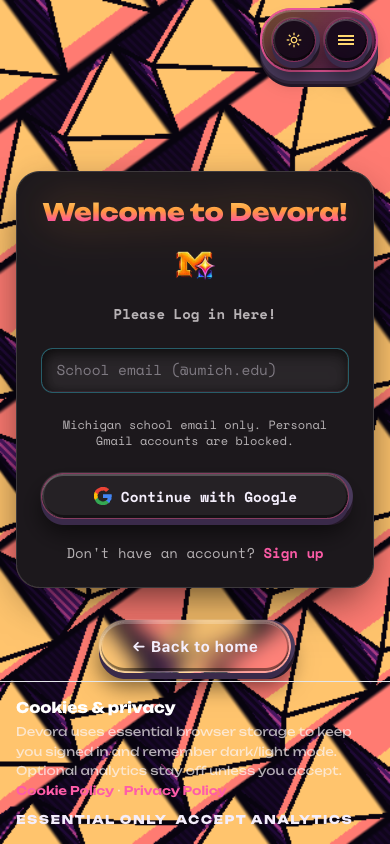 Welcome to Devora!
M
Please Log in Here!
School email (@umich.edu)
Michigan school email only. Personal
Gmail accounts are blocked.
Continue with Google
Don't have an account? Sign up
← Back to home
Cookies & privacy
Devora uses essential browser storage to keep
you signed in and remember dark/light mode.
Optional analytics stay off unless you accept.
Cookie Policy · Privacy Policy
ESSENTIAL ONLY ACCEPT ANALYTICS